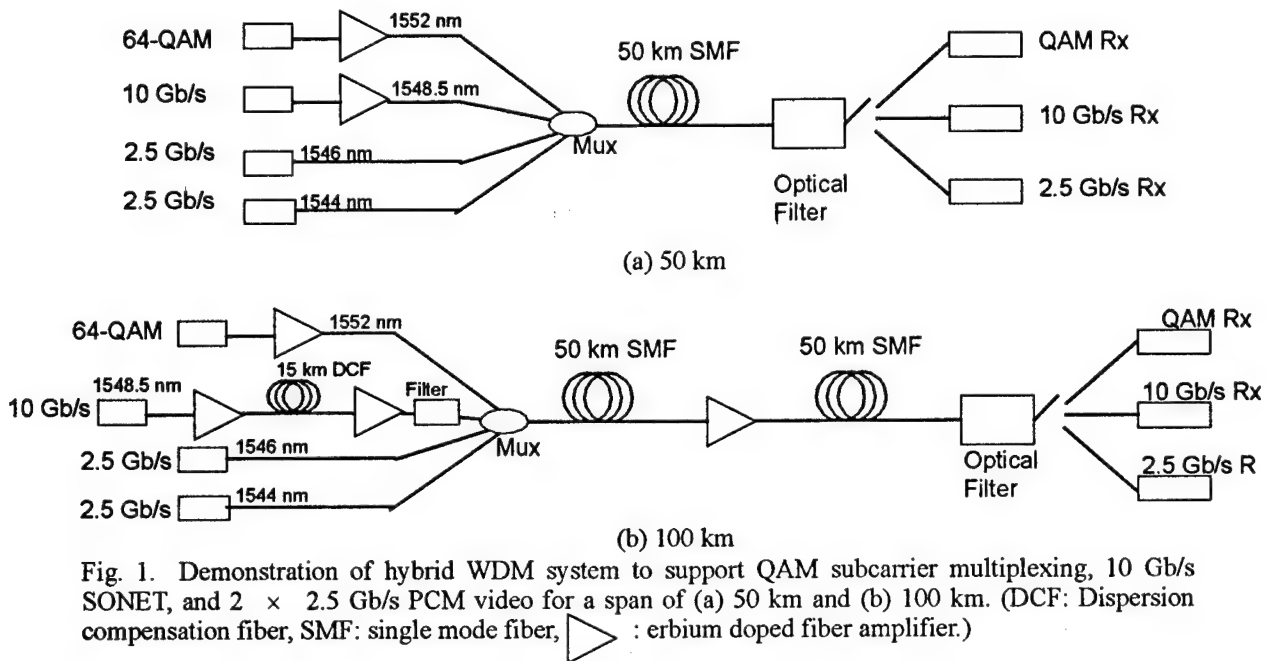 64-QAM
1552 nm
10 Gb/s
1548.5 nm
2.5 Gb/s
1546 nm
2.5 Gb/s
1544 nm
Mux
50 km SMF
Optical
Filter
QAM Rx
10 Gb/s Rx
2.5 Gb/s Rx
(a) 50 km
64-QAM
1552 nm
1548.5 nm
10 Gb/s
15 km DCF
Filter
2.5 Gb/s
1546 nm
2.5 Gb/s
1544 nm
Mux
50 km SMF
50 km SMF
Optical
Filter
QAM Rx
10 Gb/s Rx
2.5 Gb/s R
(b) 100 km
Fig. 1. Demonstration of hybrid WDM system to support QAM subcarrier multiplexing, 10 Gb/s
SONET, and 2 × 2.5 Gb/s PCM video for a span of (a) 50 km and (b) 100 km. (DCF: Dispersion
compensation fiber, SMF: single mode fiber, : erbium doped fiber amplifier.)